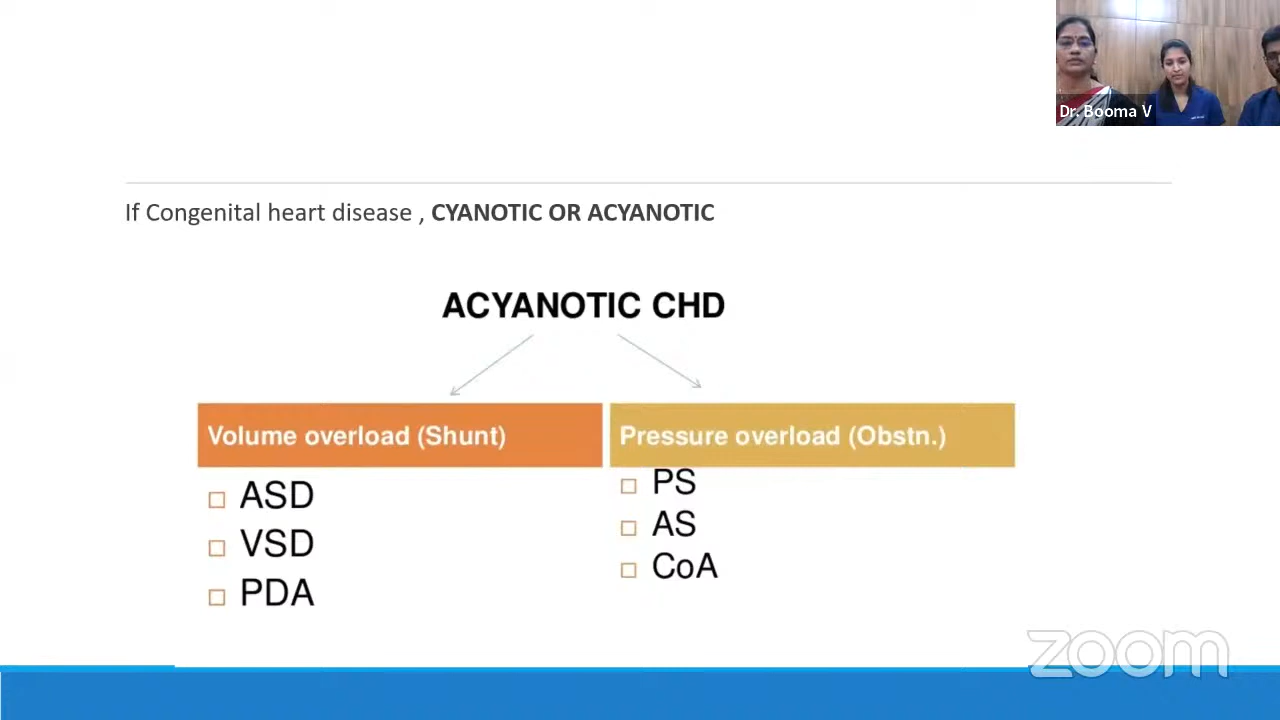 Dr. Booma V
If Congenital heart disease , CYANOTIC OR ACYANOTIC
ACYANOTIC CHD
Volume overload (Shunt)
ASD
VSD
PDA
Pressure overload (Obstn.)
PS
AS
CoA
zoom